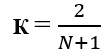 к = 2 / (N+1)